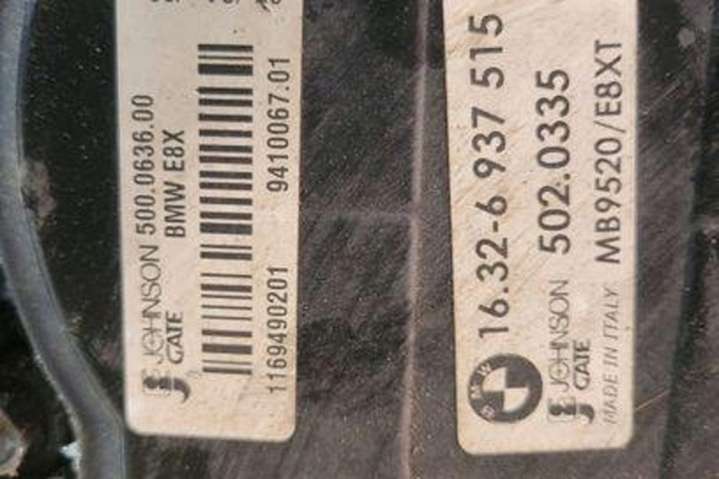 JOHNSON 500.0636.00
GATE BMW E8X
1169490201 9410067.01
BMW 16.32-6 937 515
JOHNSON 502.0335
GATE
MADE IN ITALY MB9520/E8XT